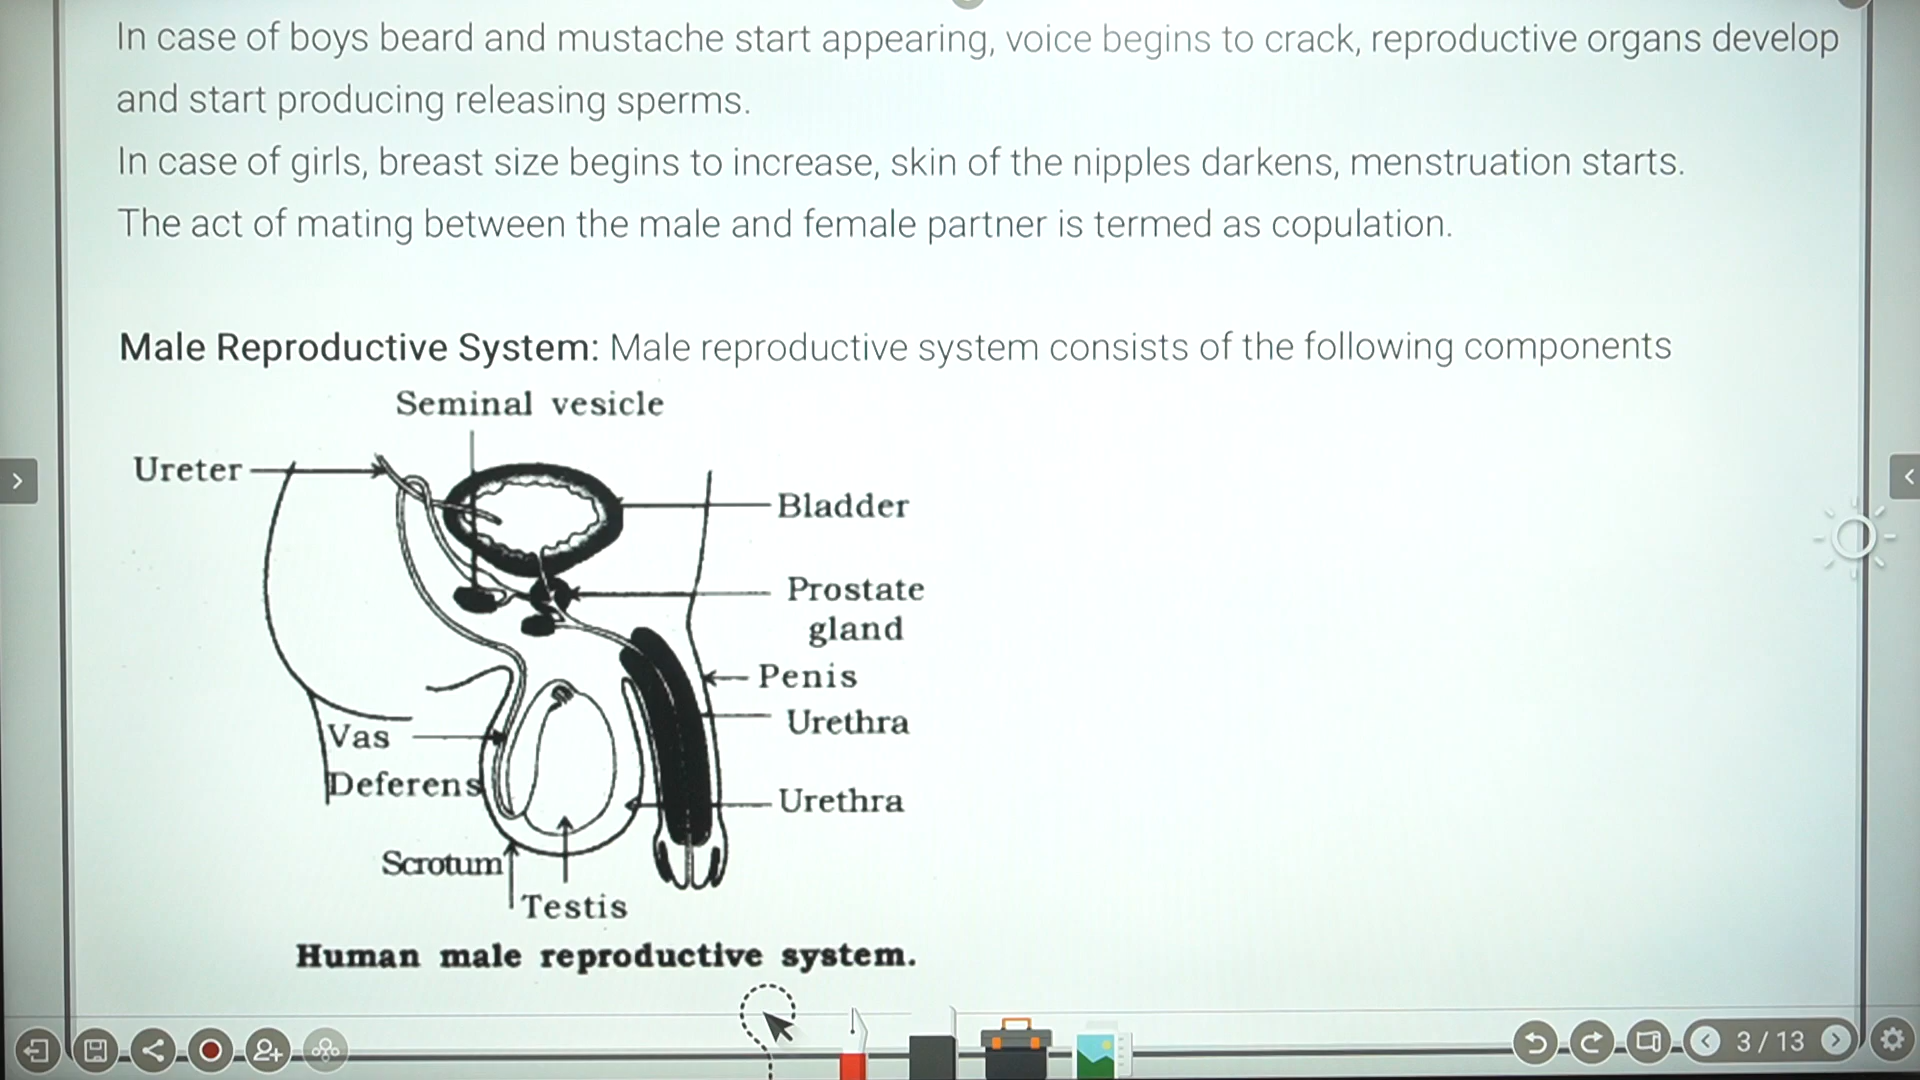 In case of boys beard and mustache start appearing, voice begins to crack, reproductive organs develop
and start producing releasing sperms.
In case of girls, breast size begins to increase, skin of the nipples darkens, menstruation starts.
The act of mating between the male and female partner is termed as copulation.
Male Reproductive System: Male reproductive system consists of the following components
Seminal vesicle
Ureter
Bladder
Prostate
gland
Penis
Urethra
Vas
Deferens
Urethra
Scrotum
Testis
Human male reproductive system.
3 / 13